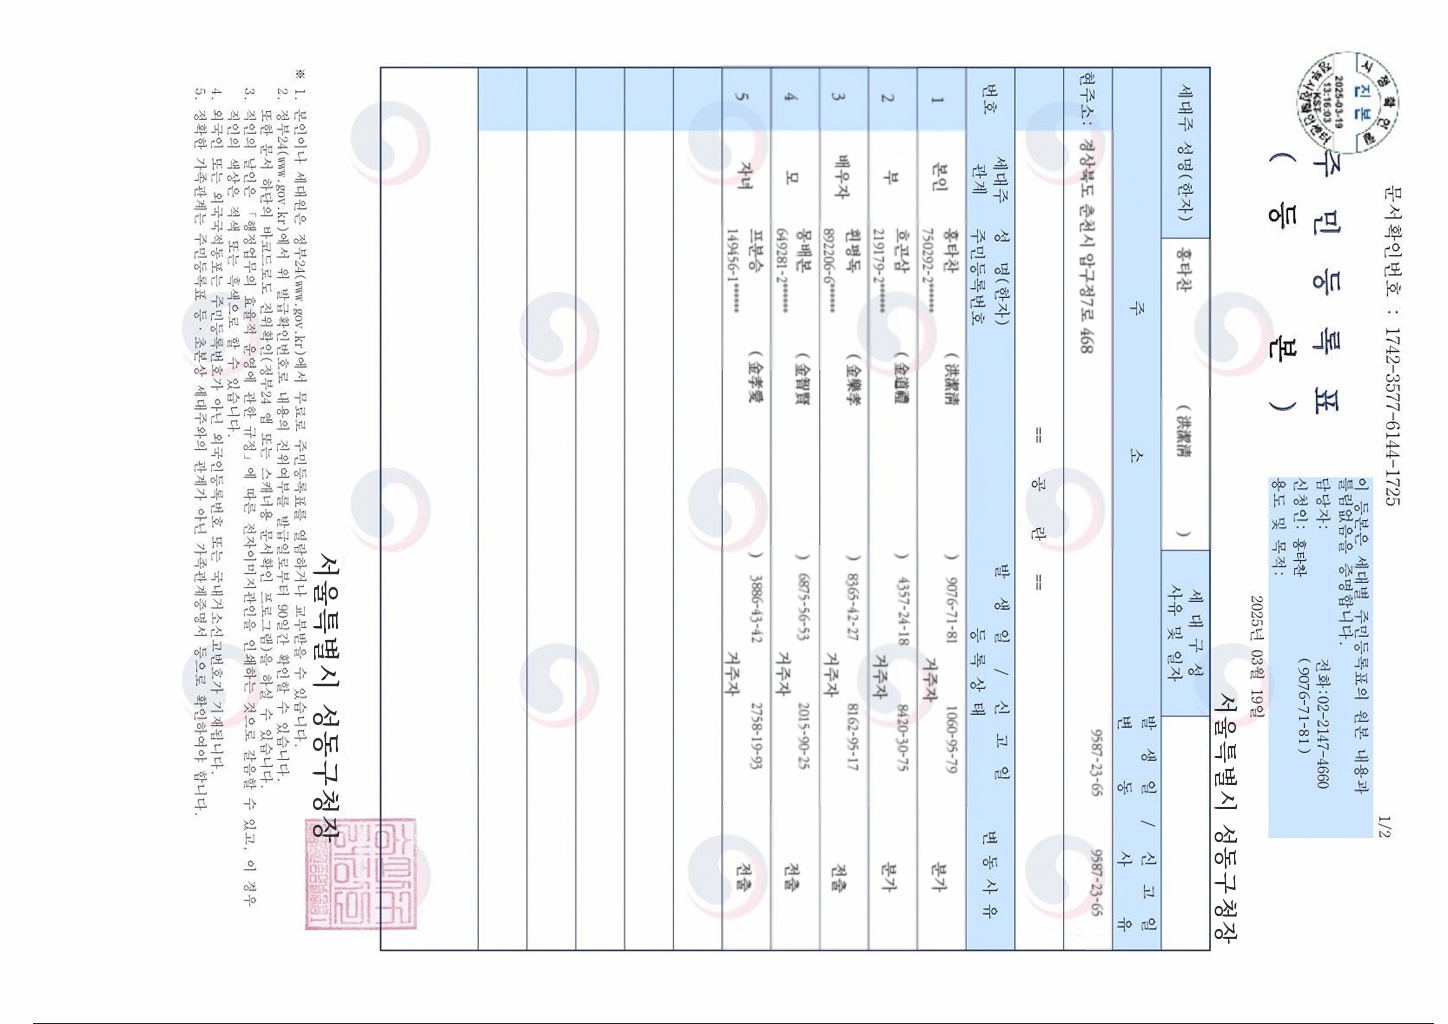 문서확인번호 : 1742-3577-6144-1725
1/2
시점확인필
진본
2025-03-19
13:16:03
KST
주 민 등 록 표
( 등 본 )
이 등본은 세대별 주민등록표의 원본 내용과
틀림없음을 증명합니다.
담당자: 전화:02-2147-4660
신청인: 홍타찬 (9076-71-81)
용도 및 목적:
2025년 03월 19일
서울특별시 성동구청장
세대주 성명(한자) 홍타찬 ( 洪潔淸 ) 세 대 구 성
사유 및 일자
주 소 발 생 일 / 신 고 일
변 동 사 유
현주소: 경상북도 춘천시 압구정7로 468 9587-23-65 9587-23-65
== 공 란 ==
번호 세대주
관계 성 명(한자)
주민등록번호 발 생 일 / 신 고 일
등 록 상 태 변 동 사 유
1 본인 홍타찬 ( 洪潔淸 ) 9076-71-81 1060-95-79 분가
750292-2****** 거주자
2 부 호곤삼 ( 金道禮 ) 4357-24-18 8420-30-75 분가
219179-2****** 거주자
3 배우자 흰평독 ( 金樂孝 ) 8365-42-27 8162-95-17 전출
892206-6****** 거주자
4 모 몽배본 ( 金智賢 ) 6875-56-53 2015-90-25 전출
649281-2****** 거주자
5 자녀 프분승 ( 金孝愛 ) 3886-43-42 2758-19-93 전출
149456-1****** 거주자
서울특별시 성동구청장
※ 1. 본인이나 세대원은 정부24(www.gov.kr)에서 무료로 주민등록표를 열람하거나 교부받을 수 있습니다.
2. 정부24(www.gov.kr)에서 위 발급확인번호로 내용의 진위여부를 발급일로부터 90일간 확인할 수 있습니다.
또한 문서 하단의 바코드로도 진위확인(정부24 앱 또는 스캐너용 문서확인 프로그램)을 하실 수 있습니다.
3. 직인의 날인은 「행정업무의 효율적 운영에 관한 규정」에 따른 전자이미지관인을 인쇄하는 것으로 갈음할 수 있고, 이 경우
직인의 색상은 적색 또는 흑색으로 할 수 있습니다.
4. 외국인 또는 외국국적동포는 주민등록번호가 아닌 외국인등록번호 또는 국내거소신고번호가 기재됩니다.
5. 정확한 가족관계는 주민등록표 등·초분상 세대주와의 관계가 아닌 가족관계증명서 등으로 확인하여야 합니다.